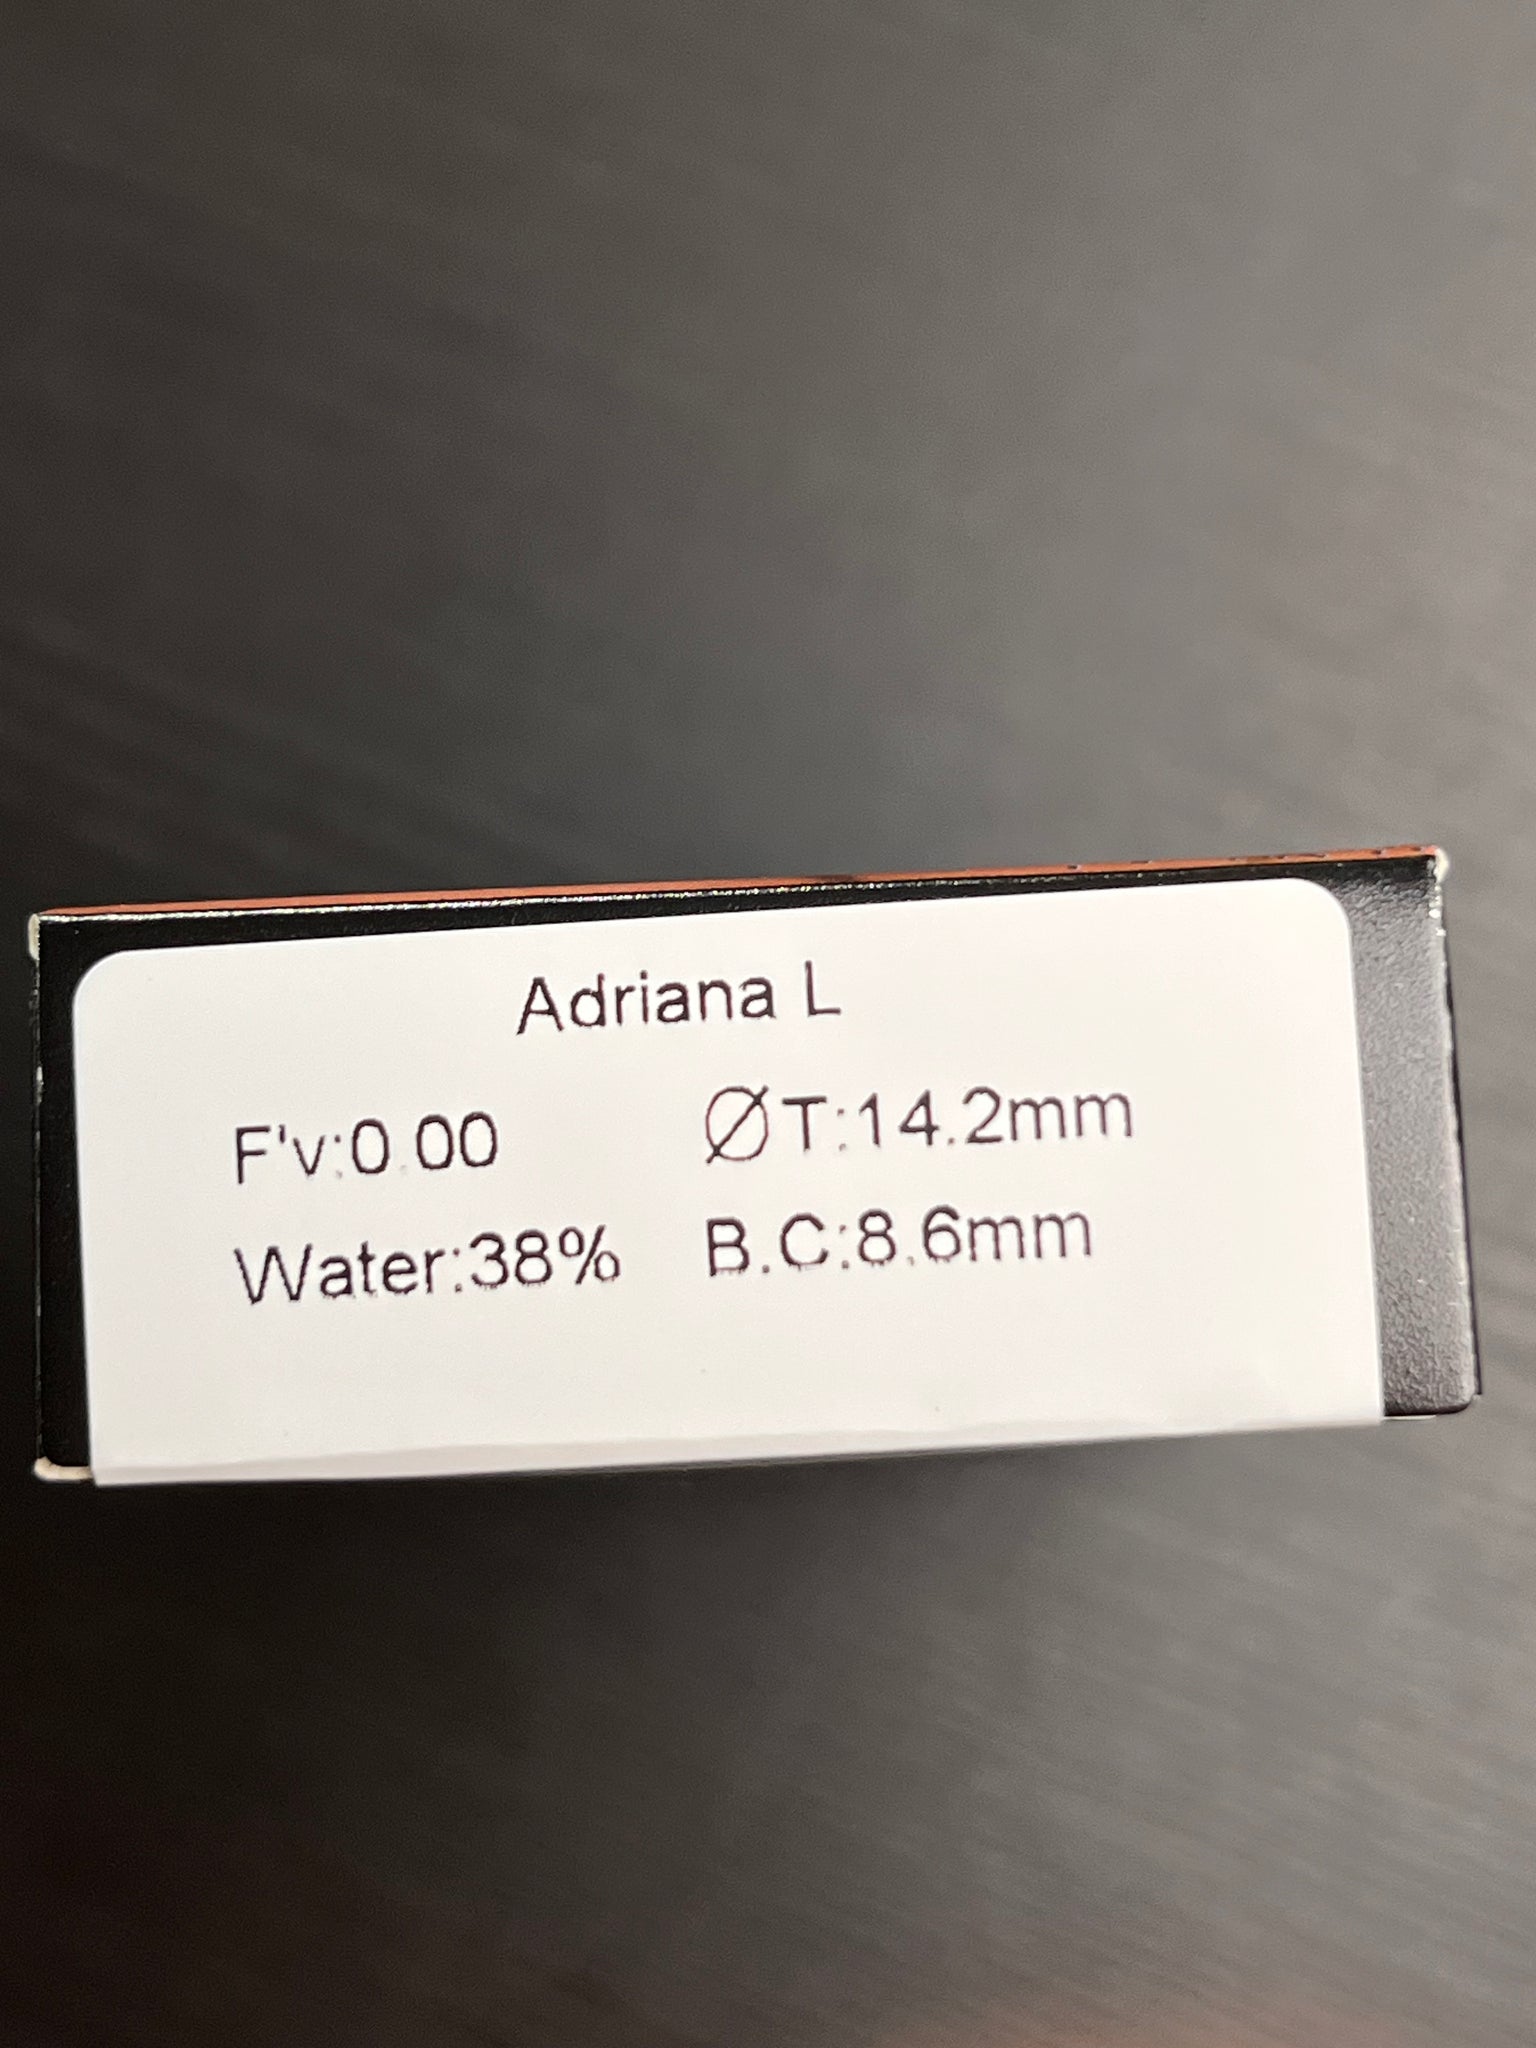 Adriana L
F'v:0.00 ØT:14.2mm
Water:38% B.C:8.6mm